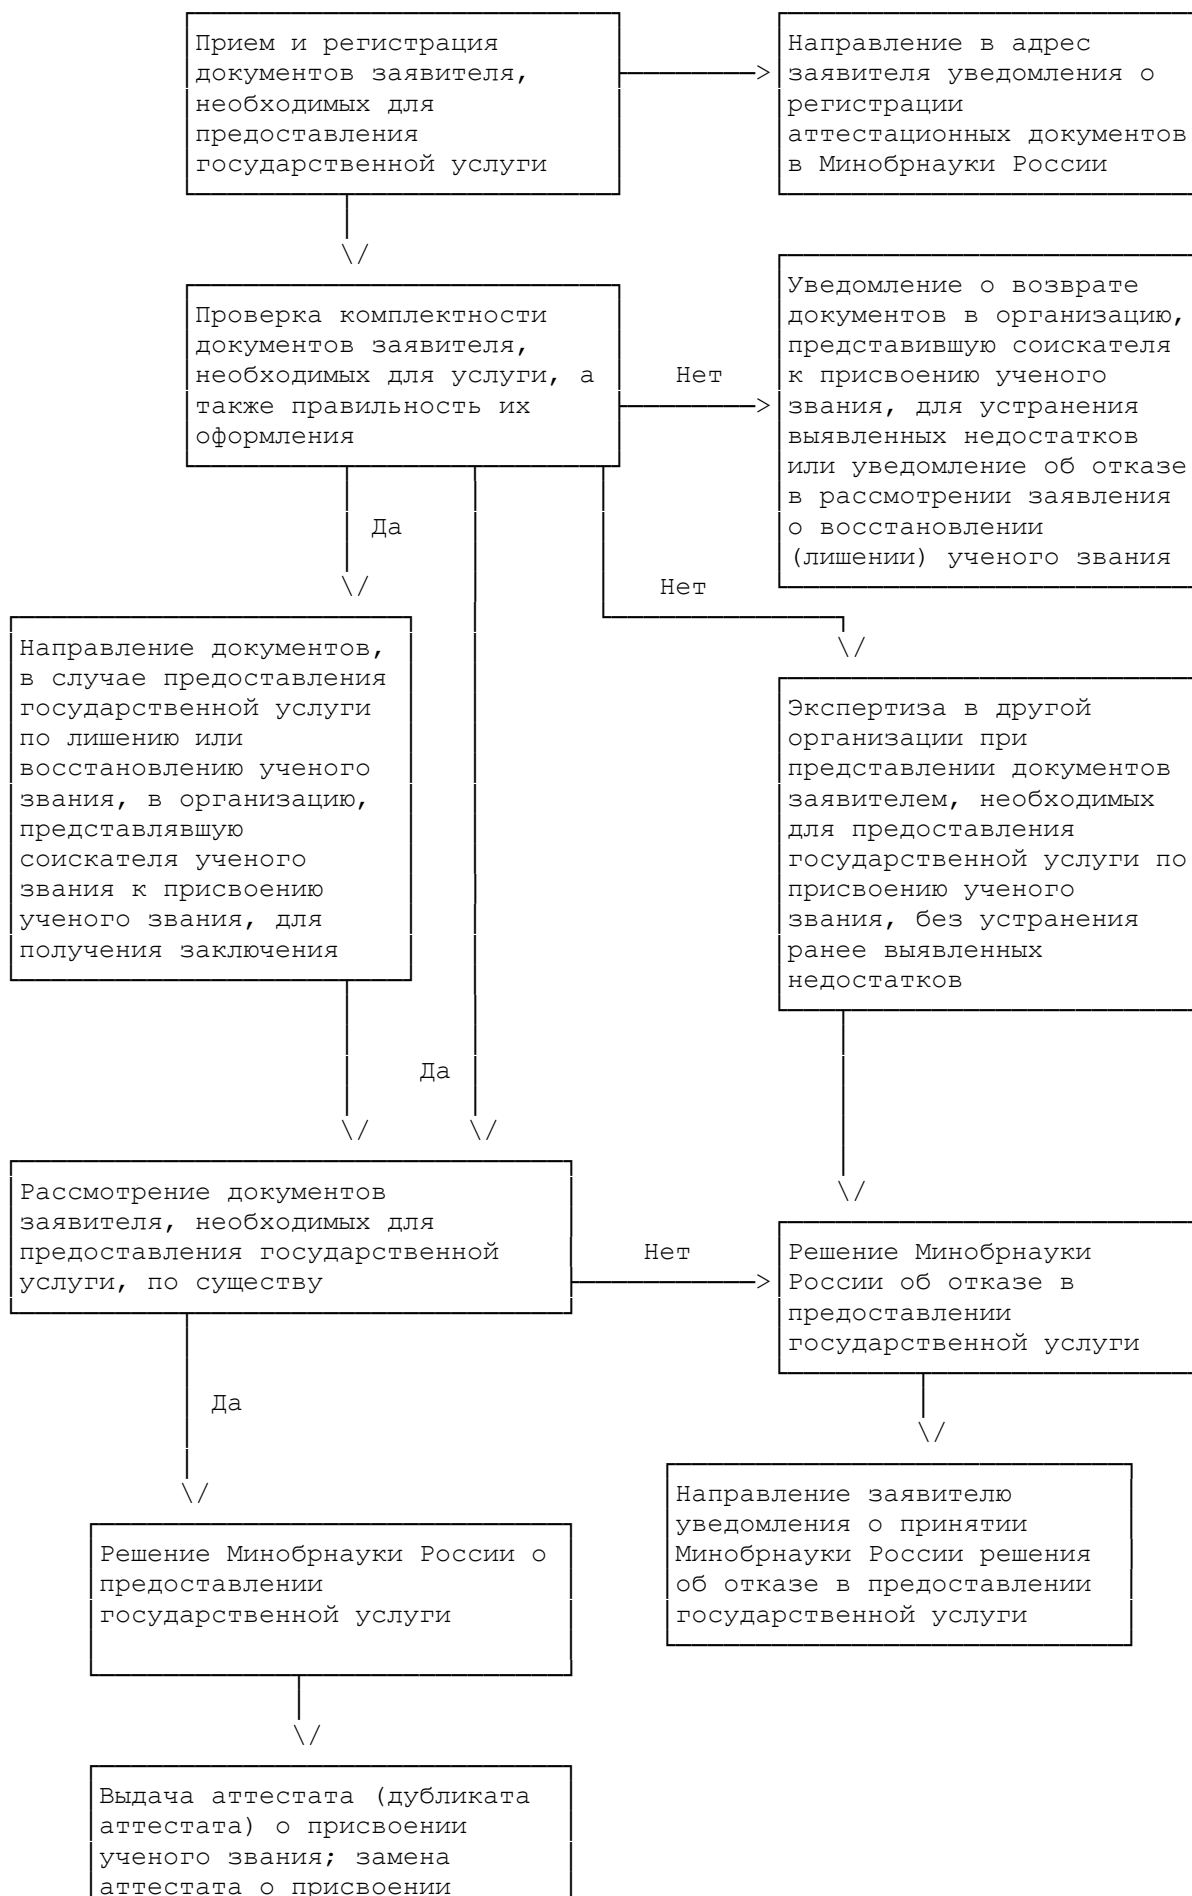 Прием и регистрация
документов заявителя,
необходимых для
предоставления
государственной услуги
Направление в адрес
заявителя уведомления о
регистрации
аттестационных документов
в Минобрнауки России
Проверка комплектности
документов заявителя,
необходимых для услуги, а
также правильность их
оформления
Нет
Уведомление о возврате
документов в организацию,
представившую соискателя
к присвоению ученого
звания, для устранения
выявленных недостатков
или уведомление об отказе
в рассмотрении заявления
о восстановлении
(лишении) ученого звания
Да
Нет
Направление документов,
в случае предоставления
государственной услуги
по лишению или
восстановлению ученого
звания, в организацию,
представлявшую
соискателя ученого
звания к присвоению
ученого звания, для
получения заключения
Экспертиза в другой
организации при
представлении документов
заявителем, необходимых
для предоставления
государственной услуги по
присвоению ученого
звания, без устранения
ранее выявленных
недостатков
Да
Рассмотрение документов
заявителя, необходимых для
предоставления государственной
услуги, по существу
Нет
Решение Минобрнауки
России об отказе в
предоставлении
государственной услуги
Да
Направление заявителю
уведомления о принятии
Минобрнауки России решения
об отказе в предоставлении
государственной услуги
Решение Минобрнауки России о
предоставлении
государственной услуги
Выдача аттестата (дубликата
аттестата) о присвоении
ученого звания; замена
аттестата о присвоении